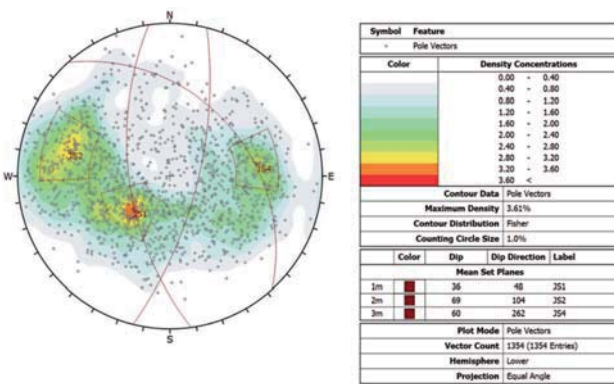 N
W
E
S
JS2
JS4
JS1
Symbol Feature
Pole Vectors
Color Density Concentrations
0.00 - 0.40
0.40 - 0.80
0.80 - 1.20
1.20 - 1.60
1.60 - 2.00
2.00 - 2.40
2.40 - 2.80
2.80 - 3.20
3.20 - 3.60
3.60 <
Contour Data Pole Vectors
Maximum Density 3.61%
Contour Distribution Fisher
Counting Circle Size 1.0%
Color Dip Dip Direction Label
Mean Set Planes
1m 36 48 JS1
2m 69 104 JS2
3m 60 262 JS4
Plot Mode Pole Vectors
Vector Count 1354 (1354 Entries)
Hemisphere Lower
Projection Equal Angle